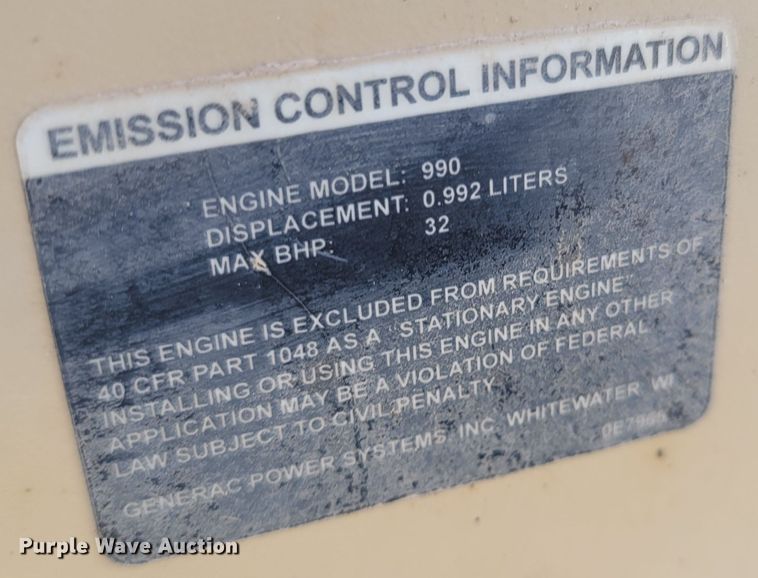 EMISSION CONTROL INFORMATION
ENGINE MODEL: 990
DISPLACEMENT: 0.992 LITERS
MAX BHP: 32
THIS ENGINE IS EXCLUDED FROM REQUIREMENTS OF
40 CFR PART 1048 AS A "STATIONARY ENGINE"
INSTALLING OR USING THIS ENGINE IN ANY OTHER
APPLICATION MAY BE A VIOLATION OF FEDERAL
LAW SUBJECT TO CIVIL PENALTY
GENERAC POWER SYSTEMS INC WHITEWATER WI
Purple Wave Auction